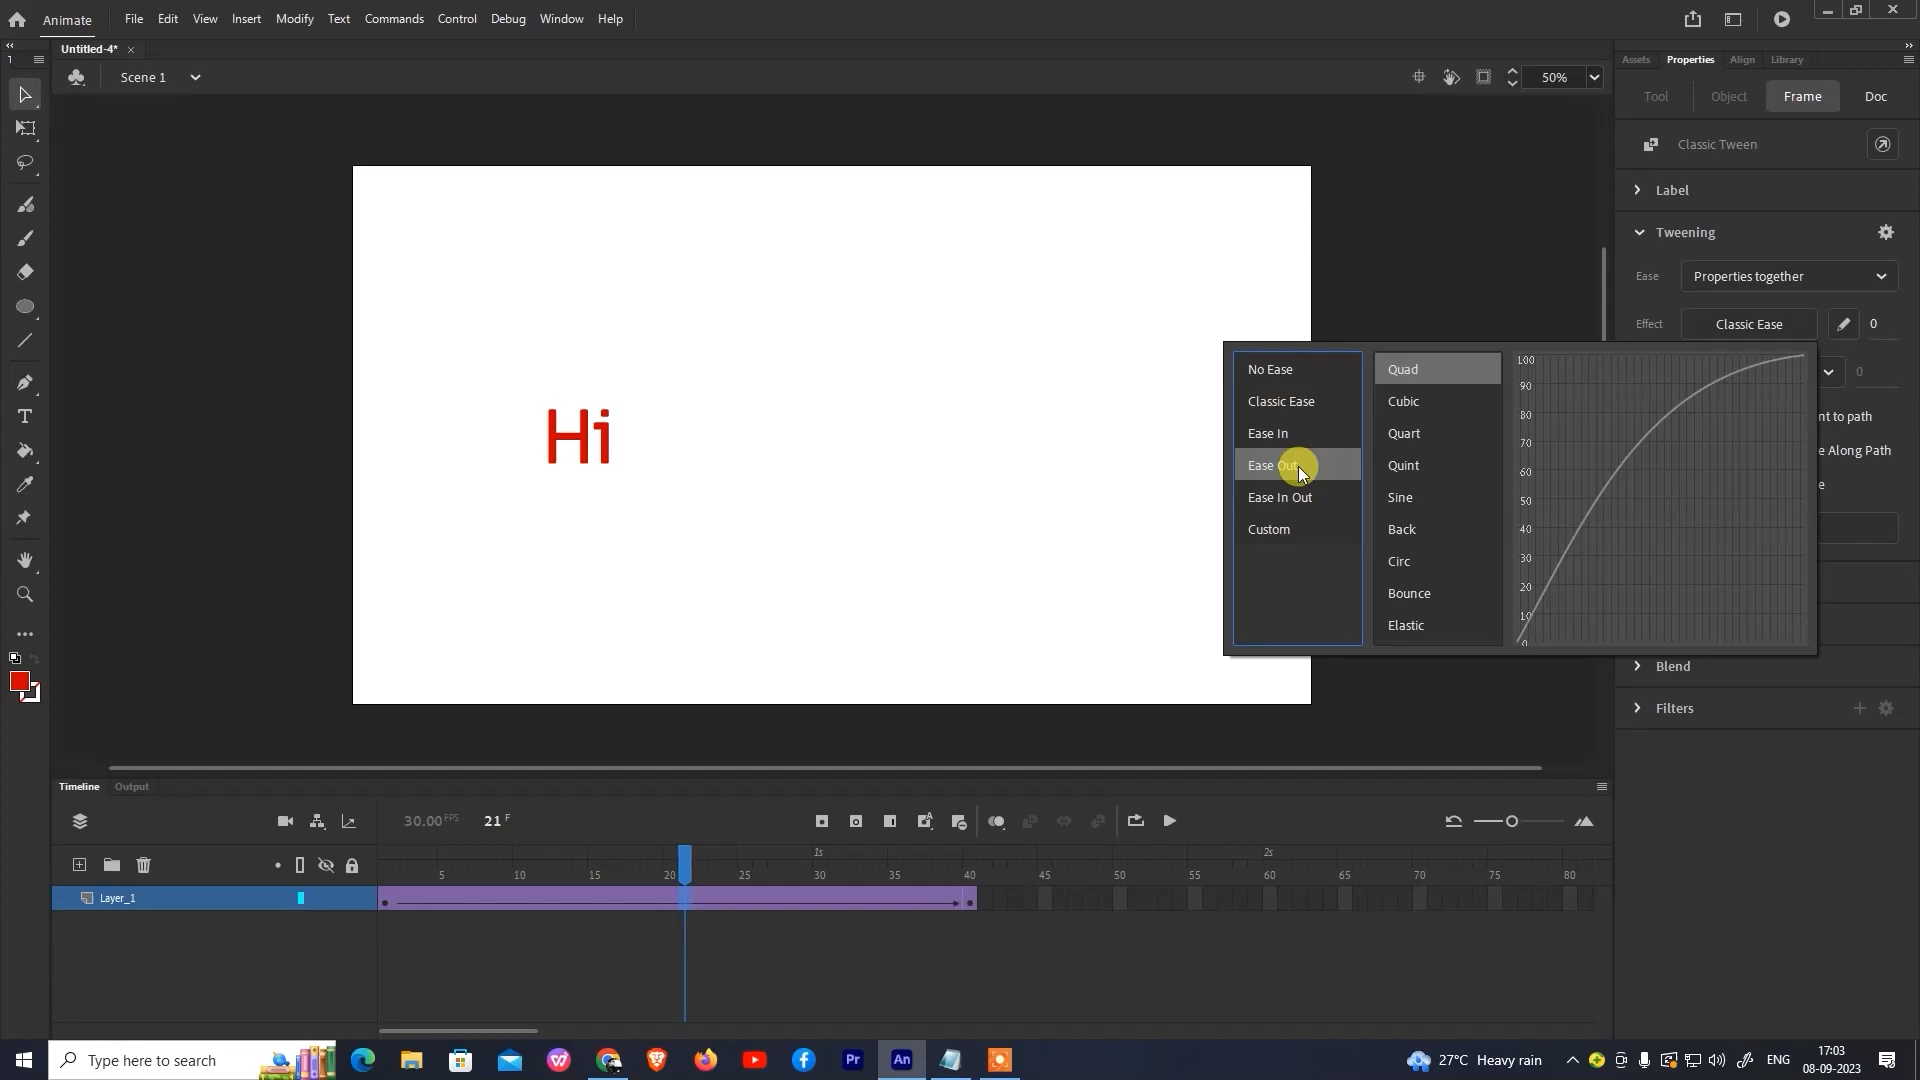 Animate File Edit View Insert Modify Text Commands Control Debug Window Help
Untitled-4*
1
Scene 1
50%
Assets Properties Align Library
Tool Object Frame Doc
Classic Tween
Label
Tweening
Ease Properties together
Effect Classic Ease 0
No Ease
Classic Ease
Ease In
Ease Out
Ease In Out
Custom
Quad
Cubic
Quart
Quint
Sine
Back
Circ
Bounce
Elastic
100
90
80
70
60
50
40
30
20
10
0
0
nt to path
e Along Path
e
Blend
Filters
Hi
T
Timeline Output
30.00 FPS 21 F
1s 2s
5 10 15 20 25 30 35 40 45 50 55 60 65 70 75 80
Layer_1
Type here to search
Pr
An
27°C Heavy rain
ENG
17:03
08-09-2023